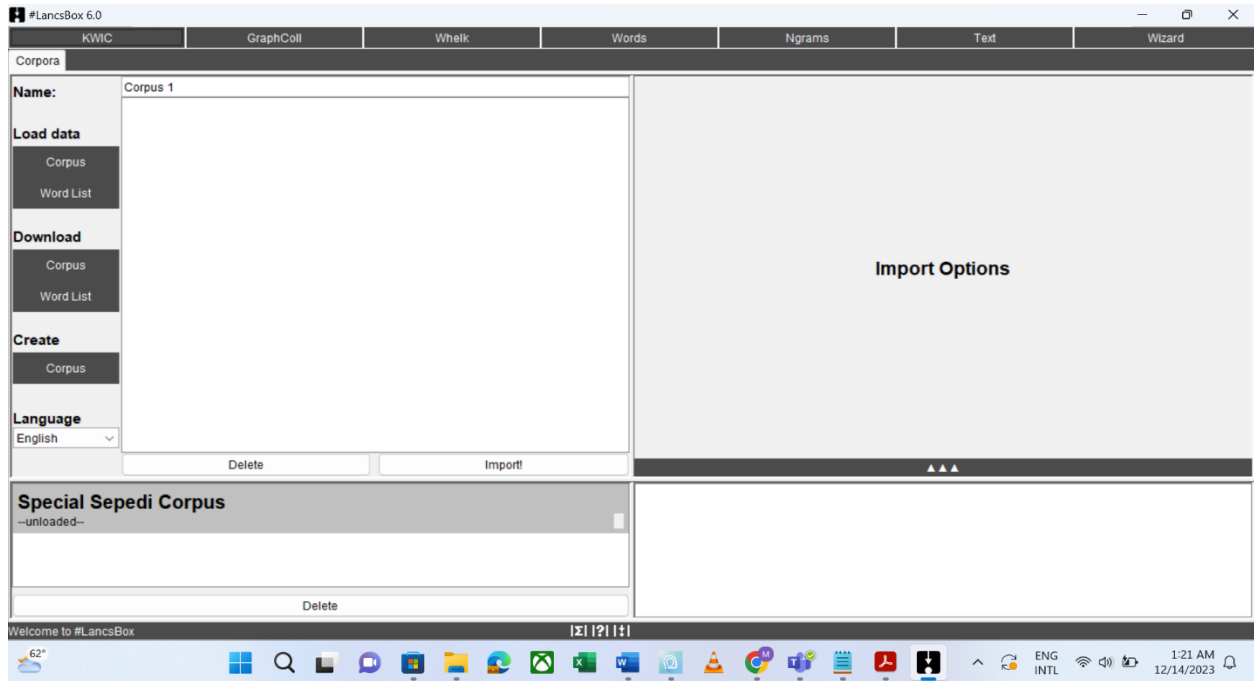 #LancsBox 6.0
KWIC GraphColl Whelk Words Ngrams Text Wizard
Corpora
Name: Corpus 1
Load data
Corpus
Word List
Download
Corpus
Word List
Import Options
Create
Corpus
Language
English
Delete Import!
▲▲▲
Special Sepedi Corpus
--unloaded--
Delete
Welcome to #LancsBox |Σ| |?| |‡|
62°
ENG
INTL
1:21 AM
12/14/2023